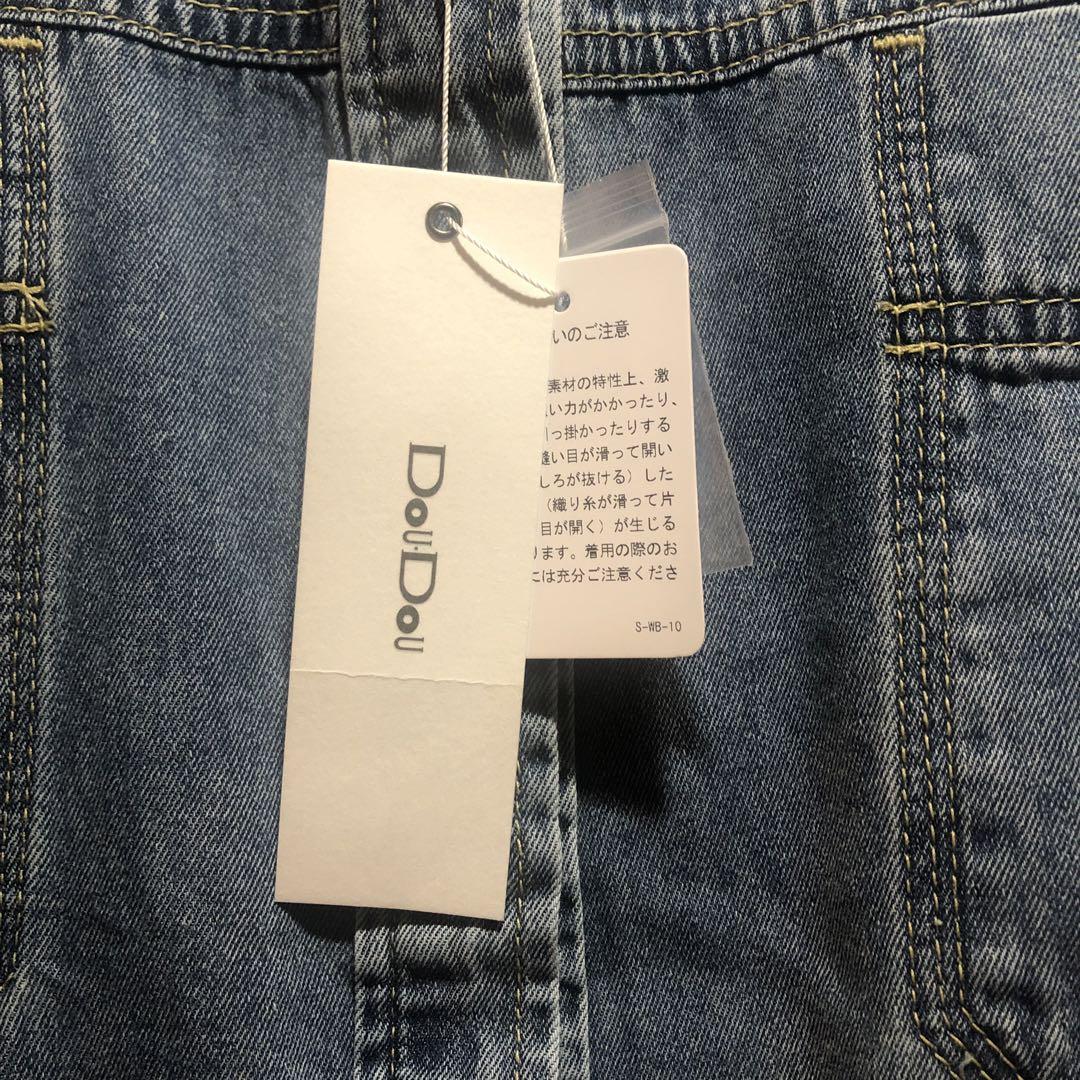 DOU·DOU
いのご注意
素材の特性上、激
い力がかかったり、
っ掛かったりする
縫い目が滑って開い
しろが抜ける）した
（織り糸が滑って片
目が開く）が生じる
ります。着用の際のお
には充分ご注意くださ
S-WB-10